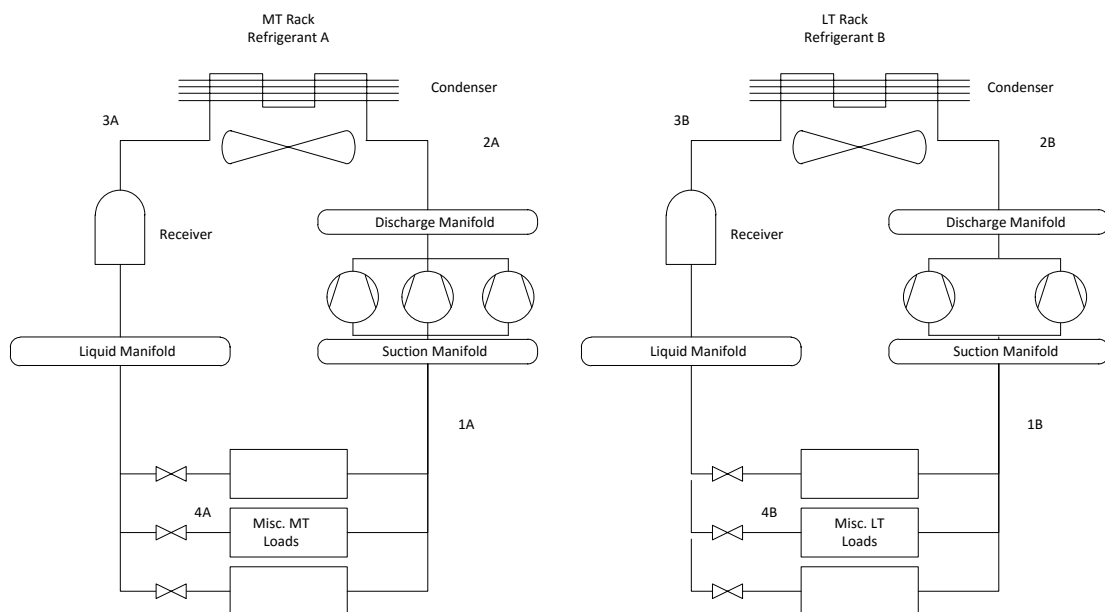 MT Rack
Refrigerant A
LT Rack
Refrigerant B
Condenser
Condenser
3A
2A
3B
2B
Discharge Manifold
Discharge Manifold
Receiver
Receiver
Liquid Manifold
Suction Manifold
Liquid Manifold
Suction Manifold
1A
1B
4A
4B
Misc. MT
Loads
Misc. LT
Loads